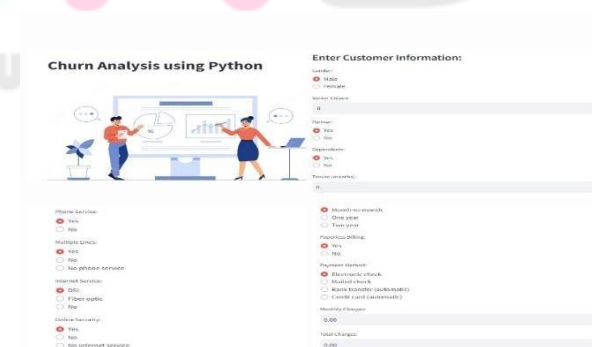 Churn Analysis using Python
%
Enter Customer Information:
Gender:
Male
Female
Senior Citizen:
0
Partner:
Yes
No
Dependents:
Yes
No
Tenure (months):
0
Phone Service:
Yes
No
Multiple Lines:
Yes
No
No phone service
Internet Service:
DSL
Fiber optic
No
Online Security:
Yes
No
No internet service
Month-to-month
One year
Two year
Paperless Billing:
Yes
No
Payment Method:
Electronic check
Mailed check
Bank transfer (automatic)
Credit card (automatic)
Monthly Charges:
0.00
Total Charges:
0.00